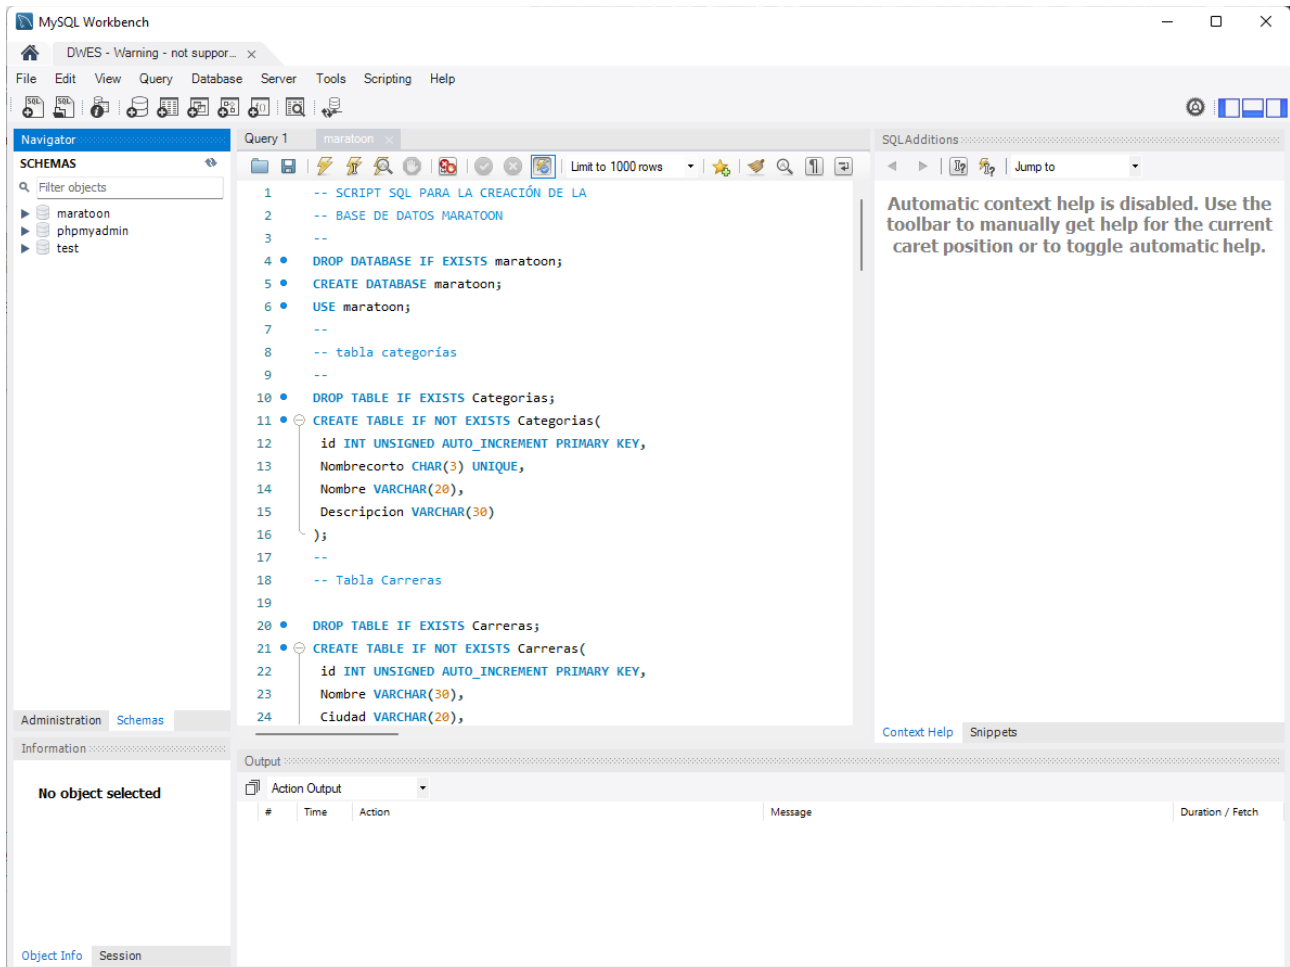 MySQL Workbench
DWES - Warning - not suppor...
File Edit View Query Database Server Tools Scripting Help
Navigator
SCHEMAS
Filter objects
maratoon
phpmyadmin
test
Administration Schemas
Information
No object selected
Object Info Session
Query 1 maratoon
Limit to 1000 rows
1 -- SCRIPT SQL PARA LA CREACIÓN DE LA
2 -- BASE DE DATOS MARATOON
3 --
4 DROP DATABASE IF EXISTS maratoon;
5 CREATE DATABASE maratoon;
6 USE maratoon;
7 --
8 -- tabla categorías
9 --
10 DROP TABLE IF EXISTS Categorias;
11 CREATE TABLE IF NOT EXISTS Categorias(
12 id INT UNSIGNED AUTO_INCREMENT PRIMARY KEY,
13 Nombrecorto CHAR(3) UNIQUE,
14 Nombre VARCHAR(20),
15 Descripcion VARCHAR(30)
16 );
17 --
18 -- Tabla Carreras
19
20 DROP TABLE IF EXISTS Carreras;
21 CREATE TABLE IF NOT EXISTS Carreras(
22 id INT UNSIGNED AUTO_INCREMENT PRIMARY KEY,
23 Nombre VARCHAR(30),
24 Ciudad VARCHAR(20),
SQLAdditions
Jump to
Automatic context help is disabled. Use the
toolbar to manually get help for the current
caret position or to toggle automatic help.
Context Help Snippets
Output
Action Output
# Time Action Message Duration / Fetch